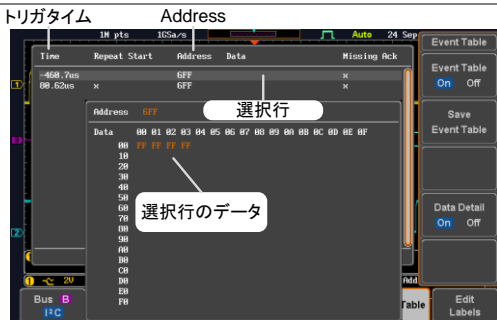 トリガタイム Address
1M pts 1GSa/s Auto 24 Sep
Event Table
Time Repeat Start Address Data Missing Ack
-460.7us 6FF x
80.62us x 6FF x
選択行
Event Table
On Off
Save
Event Table
Address 6FF
Data 00 01 02 03 04 05 06 07 08 09 0A 0B 0C 0D 0E 0F
00 FF FF FF FF
10
20
30
40
50
60
70
80
90
A0
B0
C0
D0
E0
F0
選択行のデータ
Data Detail
On Off
1
B
2
1 2V Add
Bus B
I²C
Table
Edit
Labels